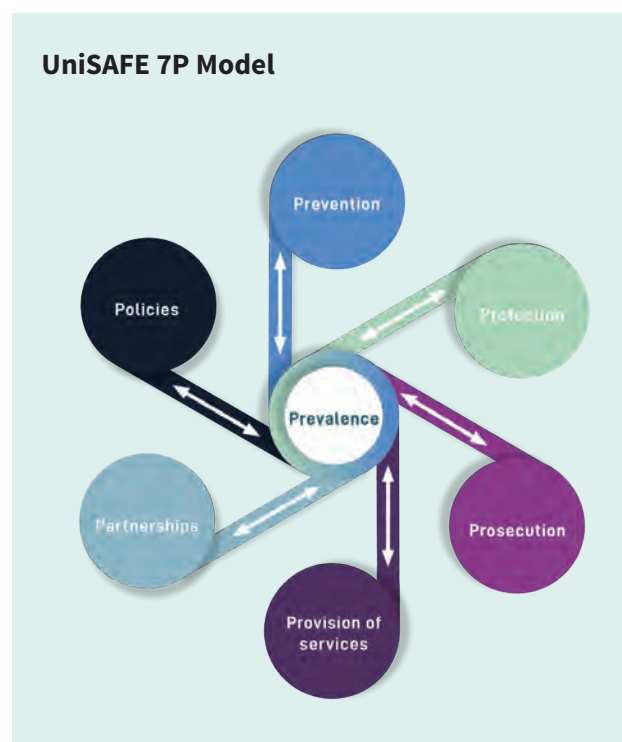 UniSAFE 7P Model
Prevention
Policies
Protection
Prevalence
Partnerships
Prosecution
Provision of
services